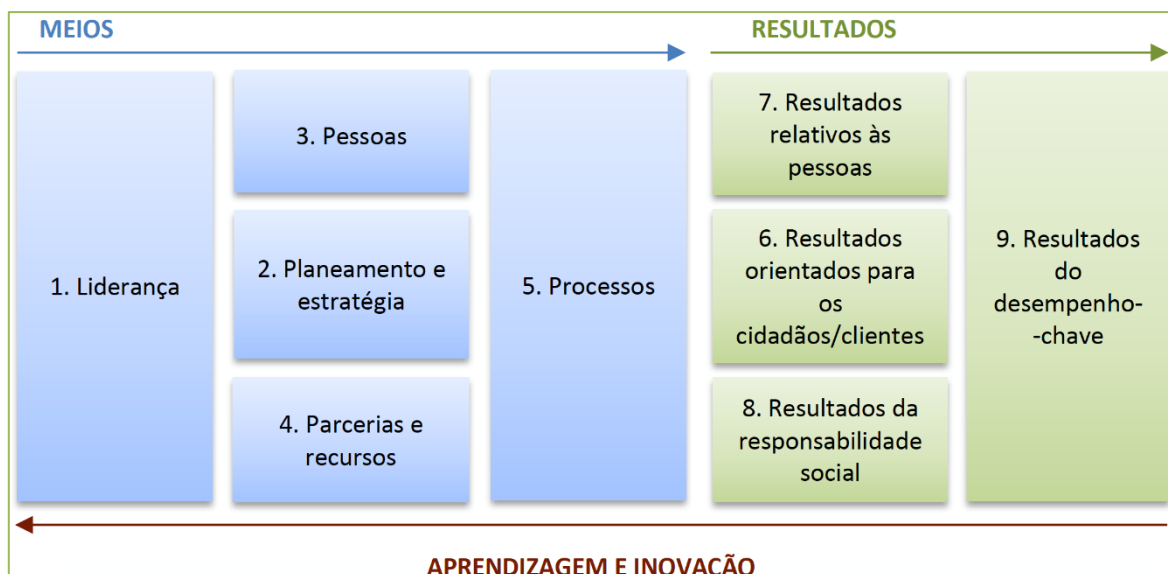 MEIOS
RESULTADOS
1. Liderança
3. Pessoas
2. Planeamento e
estratégia
4. Parcerias e
recursos
5. Processos
7. Resultados
relativos às
pessoas
6. Resultados
orientados para
os
cidadãos/clientes
8. Resultados da
responsabilidade
social
9. Resultados
do
desempenho-
-chave
APRENDIZAGEM E INOVAÇÃO